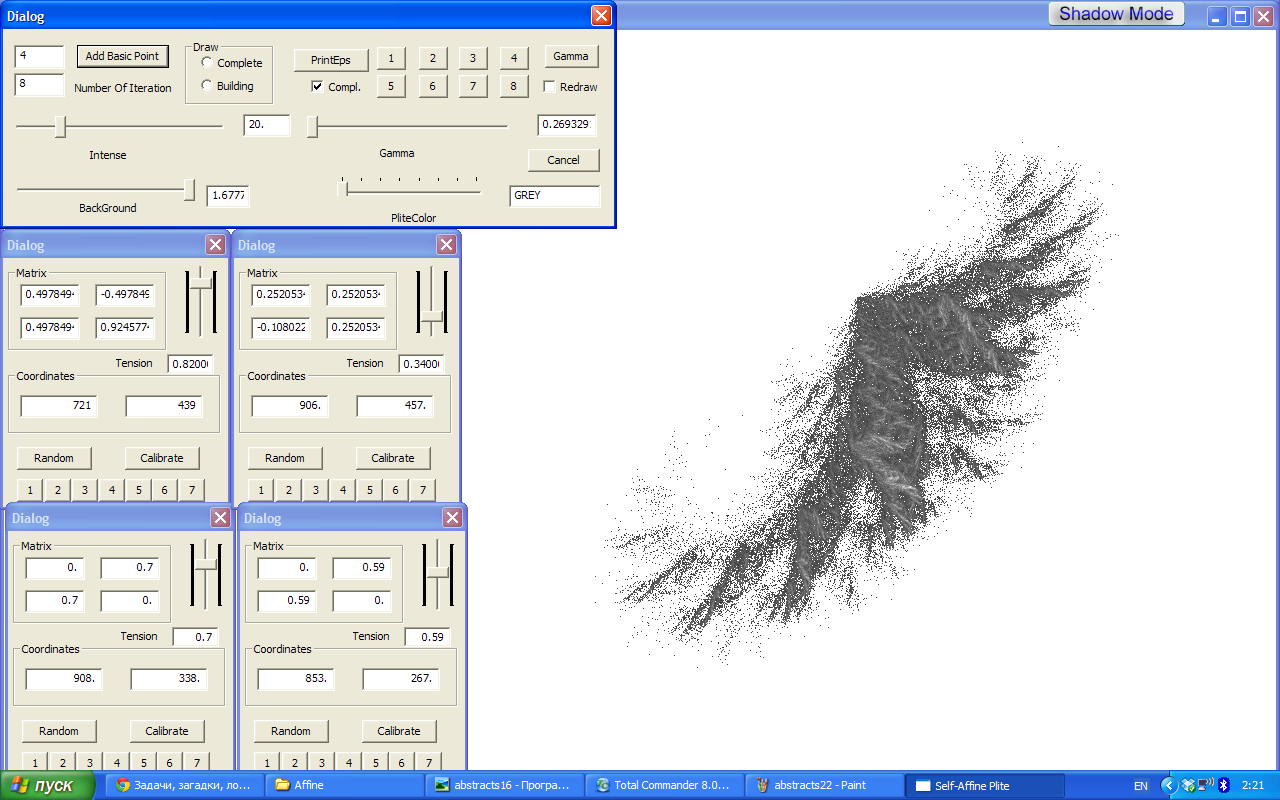 Dialog
Shadow Mode
4
Add Basic Point
Draw
Complete
Building
PrintEps
1 2 3 4
Gamma
8
Number Of Iteration
Compl.
5 6 7 8
Redraw
20.
0.269329
Intense
Gamma
Cancel
1.6777
GREY
BackGround
PliteColor
Dialog
Matrix
0.497849 -0.497849
0.497849 0.924577
Tension 0.8200
Coordinates
721 439
Random Calibrate
1 2 3 4 5 6 7
Dialog
Matrix
0.252053 0.252053
-0.108022 0.252053
Tension 0.3400
Coordinates
906. 457.
Random Calibrate
1 2 3 4 5 6 7
Dialog
Matrix
0. 0.7
0.7 0.
Tension 0.7
Coordinates
908. 338.
Random Calibrate
1 2 3 4 5 6 7
Dialog
Matrix
0. 0.59
0.59 0.
Tension 0.59
Coordinates
853. 267.
Random Calibrate
1 2 3 4 5 6 7
пуск
Задачи, загадки, ло...
Affine
abstracts16 - Програ...
Total Commander 8.0...
abstracts22 - Paint
Self-Affine Plite
EN
2:21